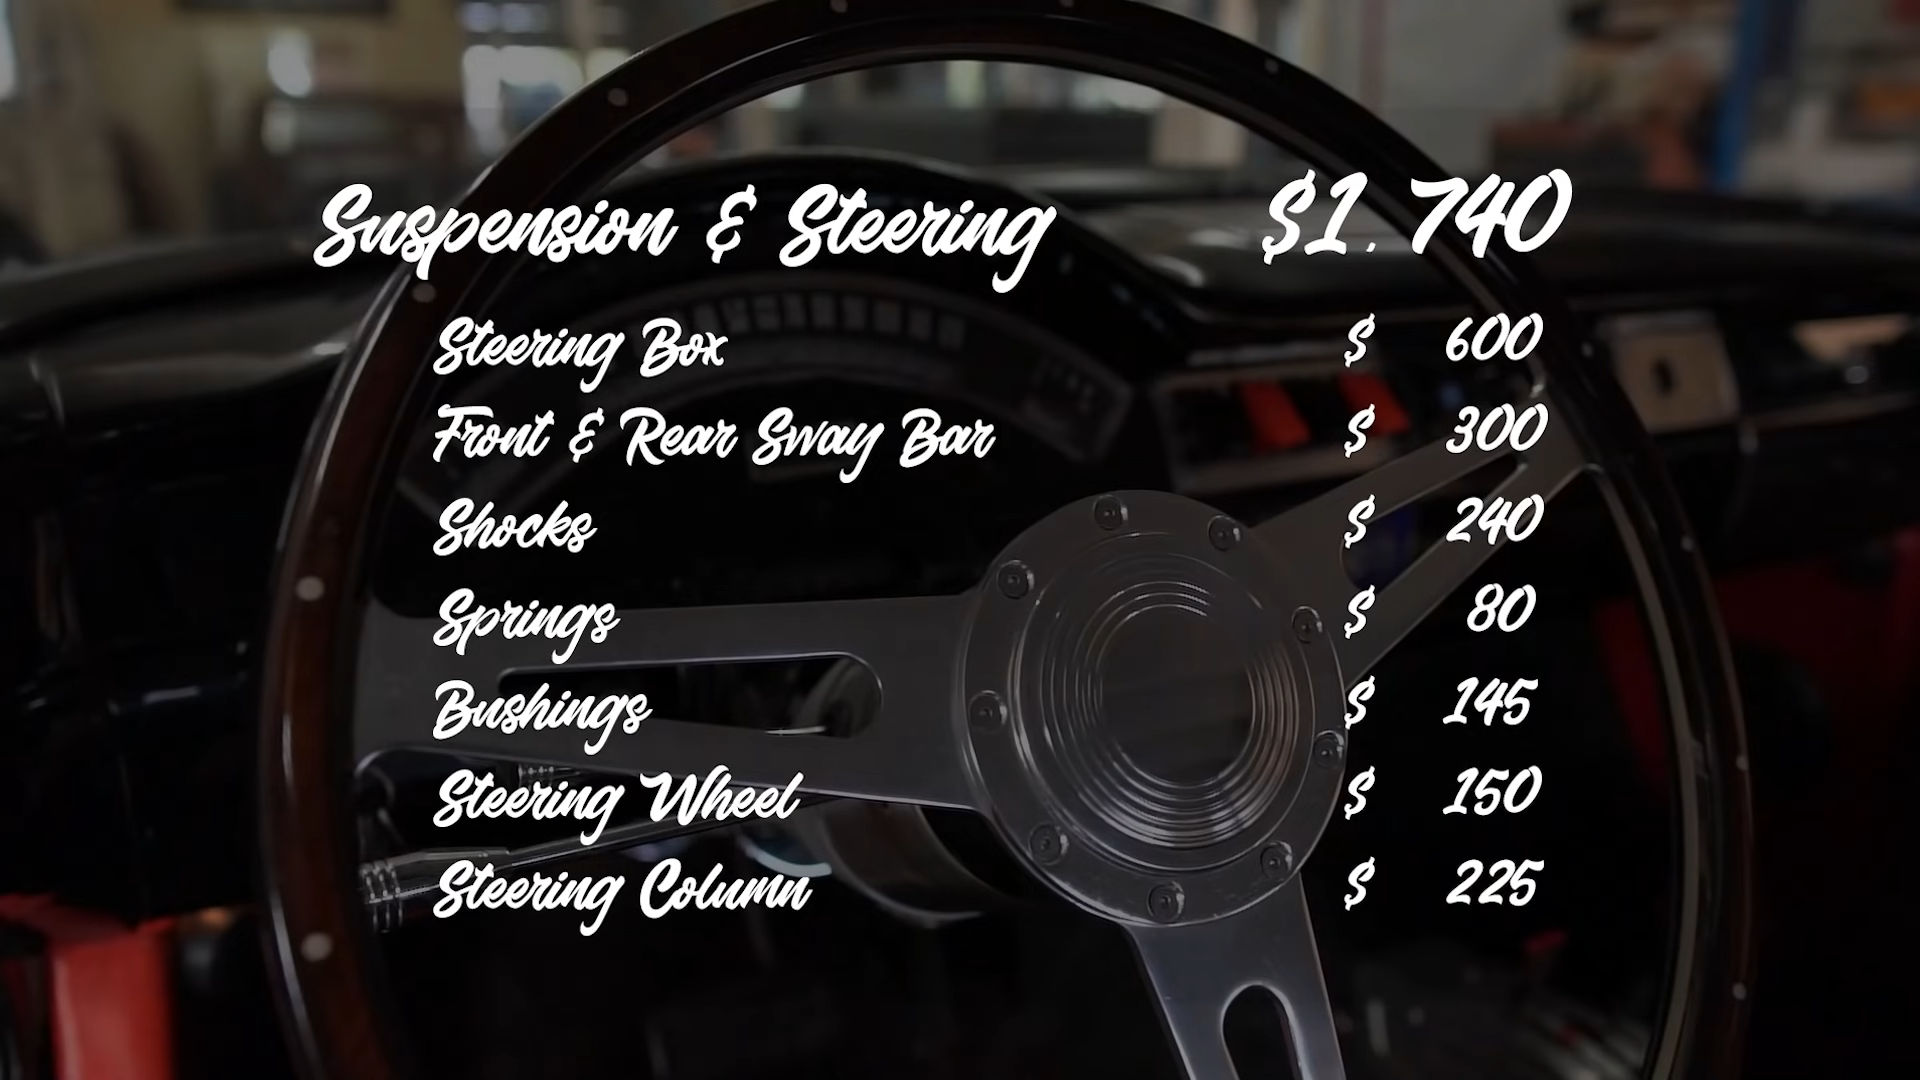 Suspension & Steering $1,740
Steering Box $ 600
Front & Rear Sway Bar $ 300
Shocks $ 240
Springs $ 80
Bushings $ 145
Steering Wheel $ 150
Steering Column $ 225